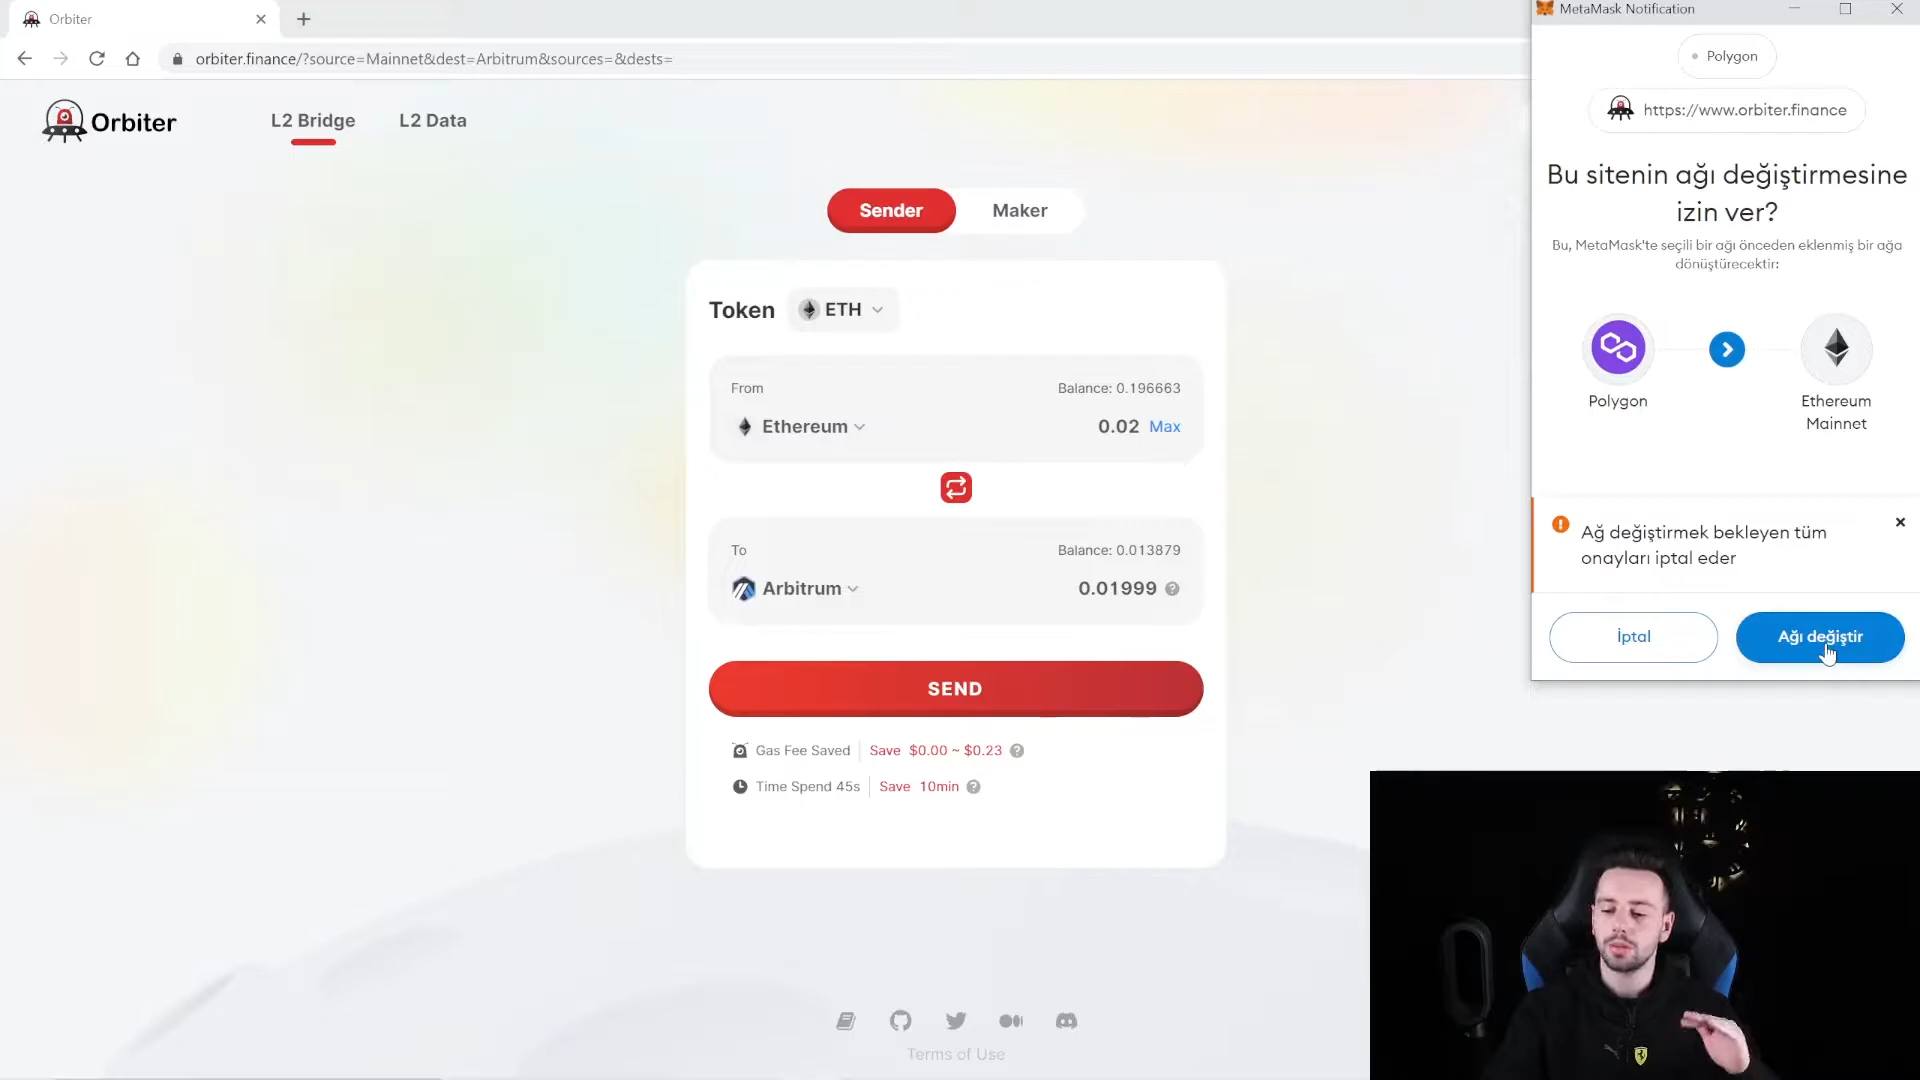 Orbiter
orbiter.finance/?source=Mainnet&dest=Arbitrum&sources=&dests=
Orbiter
L2 Bridge
L2 Data
Sender
Maker
Token
ETH
From
Balance: 0.196663
Ethereum
0.02 Max
To
Balance: 0.013879
Arbitrum
0.01999
SEND
Gas Fee Saved
Save $0.00 ~ $0.23
Time Spend 45s
Save 10min
Terms of Use
MetaMask Notification
Polygon
https://www.orbiter.finance
Bu sitenin ağı değiştirmesine
izin ver?
Bu, MetaMask'te seçili bir ağı önceden eklenmiş bir ağa
dönüştürecektir:
Polygon
Ethereum
Mainnet
Ağ değiştirmek bekleyen tüm
onayları iptal eder
İptal
Ağı değiştir